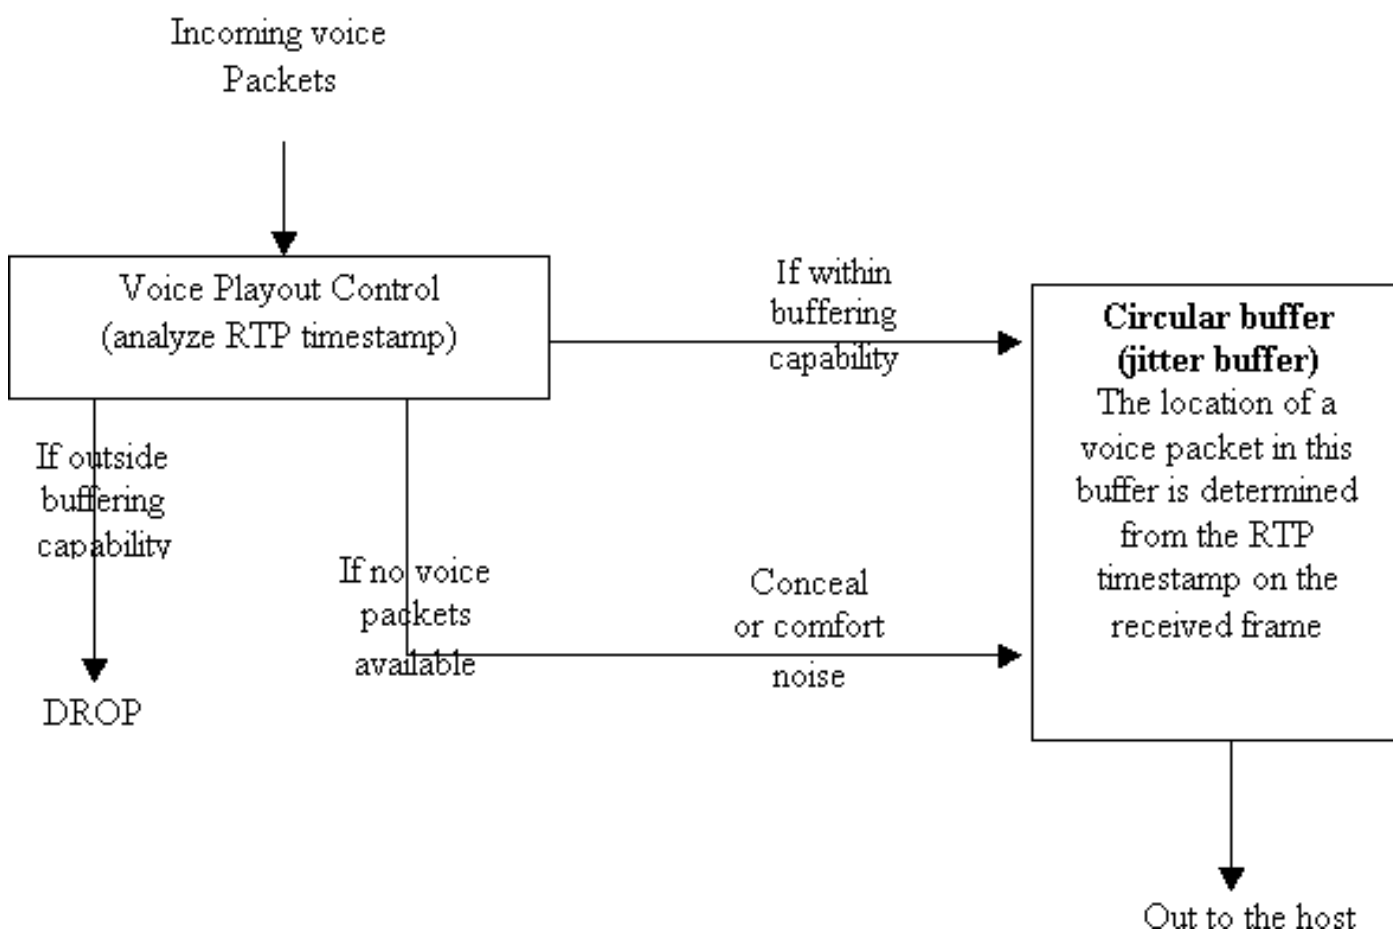 Incoming voice
Packets
Voice Playout Control
(analyze RTP timestamp)
If within
buffering
capability
Circular buffer
(jitter buffer)
The location of a
voice packet in this
buffer is determined
from the RTP
timestamp on the
received frame
If outside
buffering
capability
If no voice
packets
available
Conceal
or comfort
noise
DROP
Out to the host